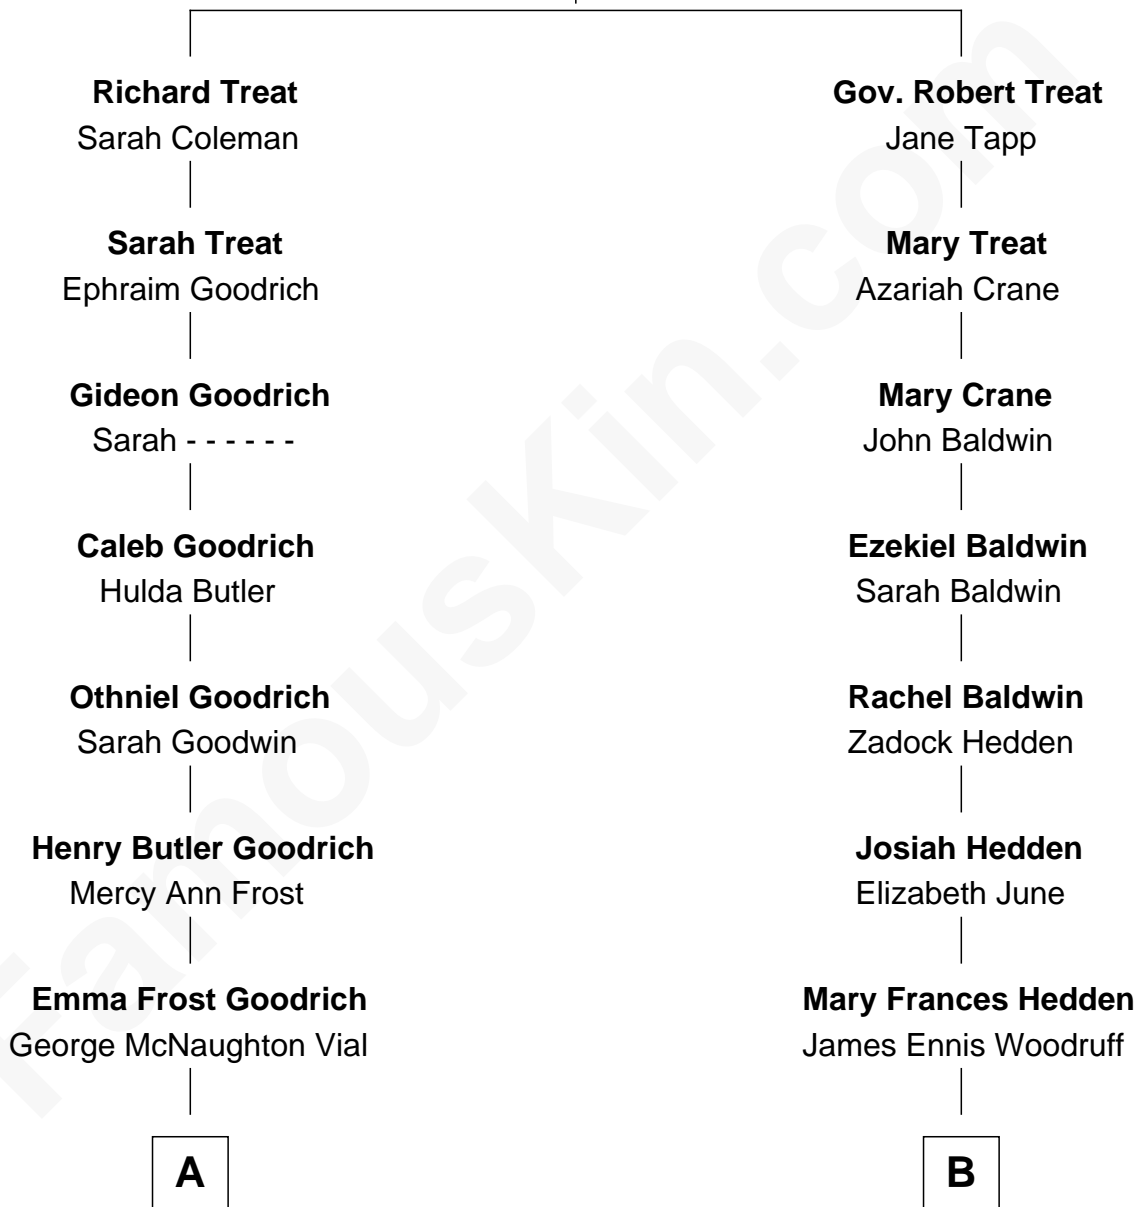 Richard Treat
Sarah Coleman
Sarah Treat
Ephraim Goodrich
Gideon Goodrich
Sarah - - - - - -
Caleb Goodrich
Hulda Butler
Othniel Goodrich
Sarah Goodwin
Henry Butler Goodrich
Mercy Ann Frost
Emma Frost Goodrich
George McNaughton Vial
A
Gov. Robert Treat
Jane Tapp
Mary Treat
Azariah Crane
Mary Crane
John Baldwin
Ezekiel Baldwin
Sarah Baldwin
Rachel Baldwin
Zadock Hedden
Josiah Hedden
Elizabeth June
Mary Frances Hedden
James Ennis Woodruff
B
FamousKin.com